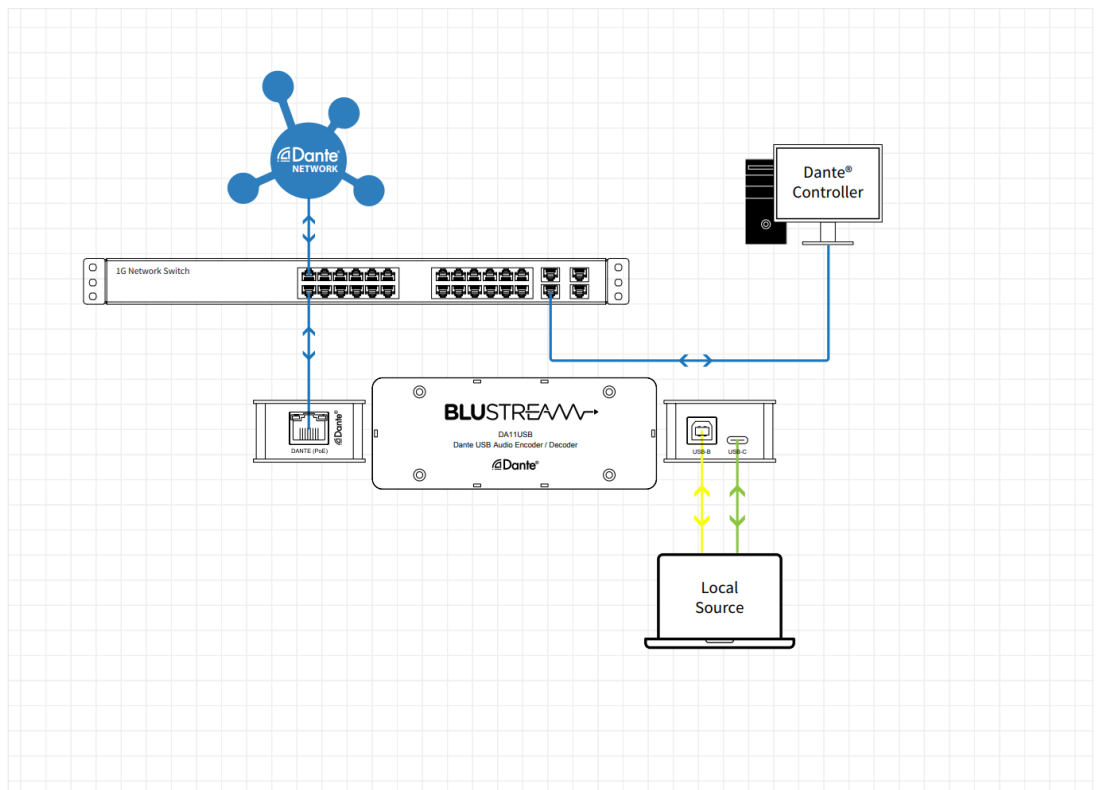 Dante®
NETWORK
Dante®
Controller
1G Network Switch
BLUSTREAM
DA11USB
Dante USB Audio Encoder / Decoder
Dante®
DANTE (PoE)
Dante®
USB-B
USB-C
Local
Source